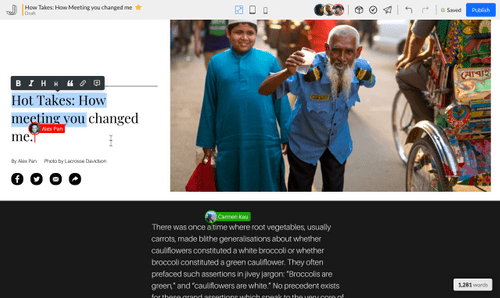 How Takes: How Meeting you changed me
Draft
Saved
Publish
B I H H
Hot Takes: How
meeting you changed
me.
Alex Pan
By Alex Pan Photo by Lacrosse Davidson
Carmen Kau
There was once a time where root vegetables, usually
carrots, made blithe generalisations about whether
cauliflowers constituted a white broccoli or whether
broccoli constituted a green cauliflower. They often
prefaced such assertions in jivey jargon: “Broccolis are
green,” and “cauliflowers are white.” No precedent exists
for these grand assertions which speak to the very core of
1,281 words